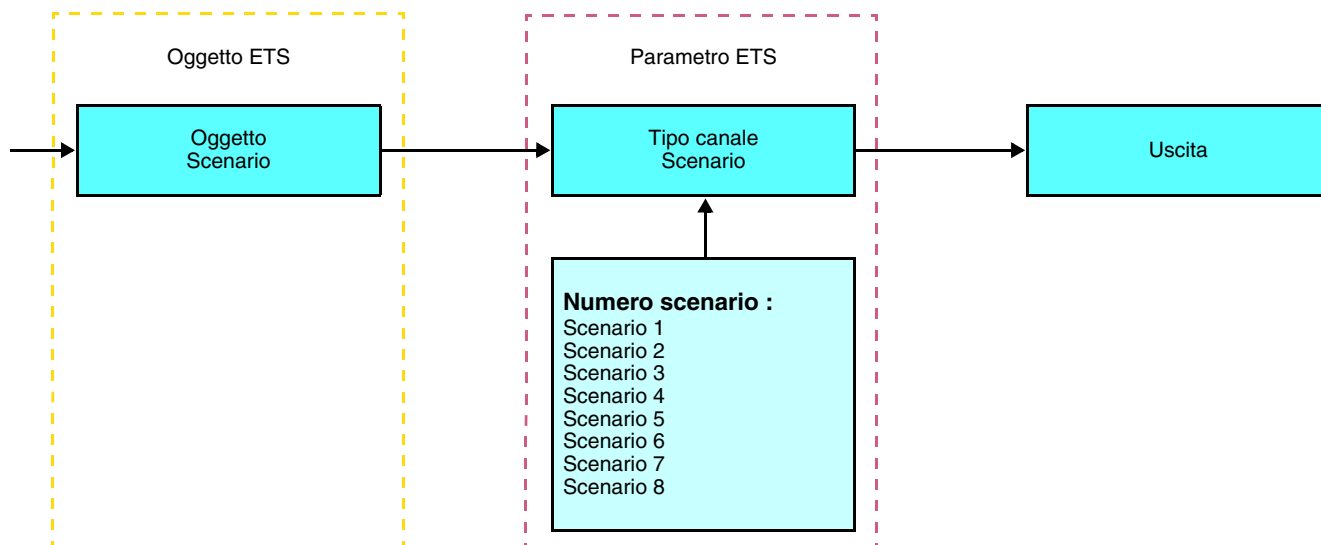 Oggetto ETS
Parametro ETS
Oggetto
Scenario
Tipo canale
Scenario
Uscita
Numero scenario :
Scenario 1
Scenario 2
Scenario 3
Scenario 4
Scenario 5
Scenario 6
Scenario 7
Scenario 8